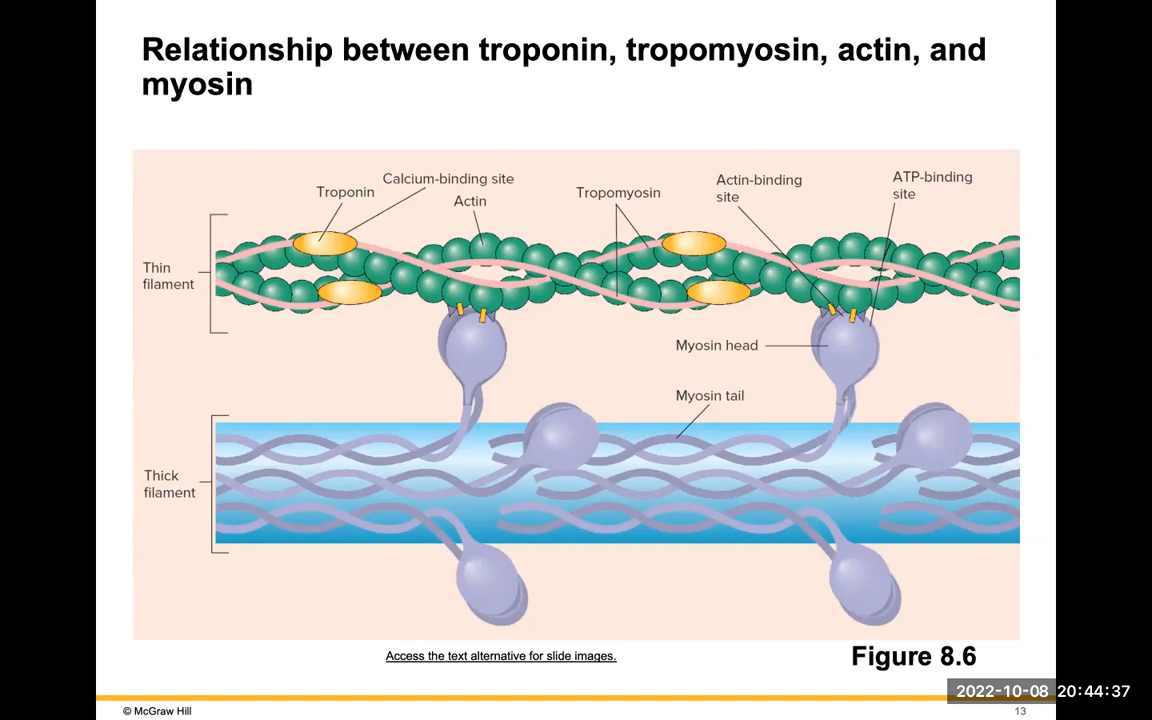 Relationship between troponin, tropomyosin, actin, and
myosin
Troponin
Calcium-binding site
Actin
Tropomyosin
Actin-binding
site
ATP-binding
site
Thin
filament
Myosin head
Myosin tail
Thick
filament
Access the text alternative for slide images.
Figure 8.6
2022-10-08 20:44:37
© McGraw Hill
13